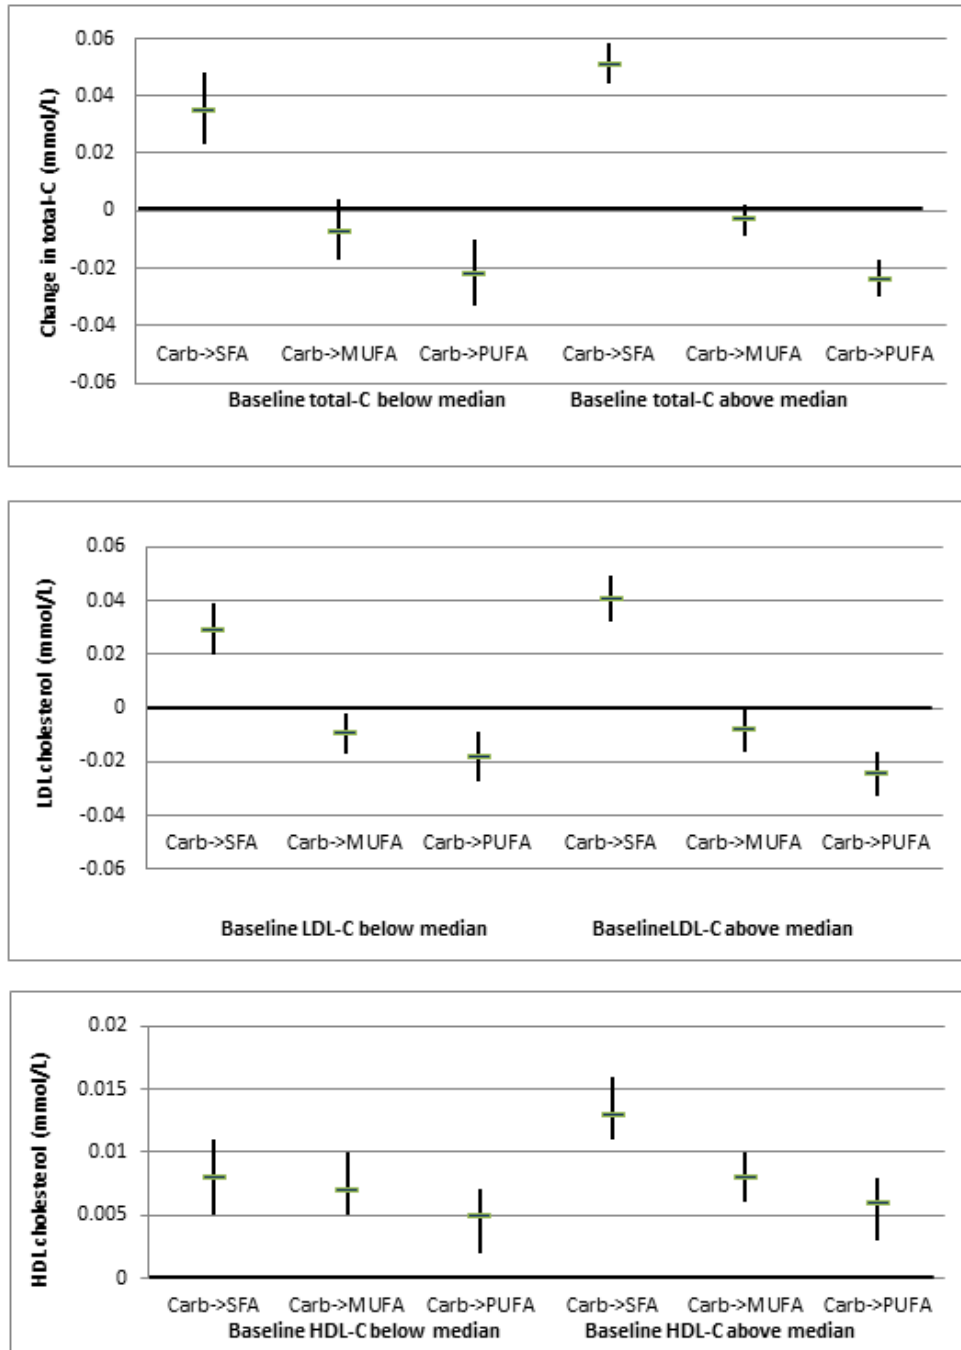 Change in total-C (mmol/L)
0.06
0.04
0.02
0
-0.02
-0.04
-0.06
Carb->SFA Carb->MUFA Carb->PUFA Carb->SFA Carb->MUFA Carb->PUFA
Baseline total-C below median Baseline total-C above median
LDL cholesterol (mmol/L)
0.06
0.04
0.02
0
-0.02
-0.04
-0.06
Carb->SFA Carb->MUFA Carb->PUFA Carb->SFA Carb->MUFA Carb->PUFA
Baseline LDL-C below median BaselineLDL-C above median
HDL cholesterol (mmol/L)
0.02
0.015
0.01
0.005
0
Carb->SFA Carb->MUFA Carb->PUFA Carb->SFA Carb->MUFA Carb->PUFA
Baseline HDL-C below median Baseline HDL-C above median